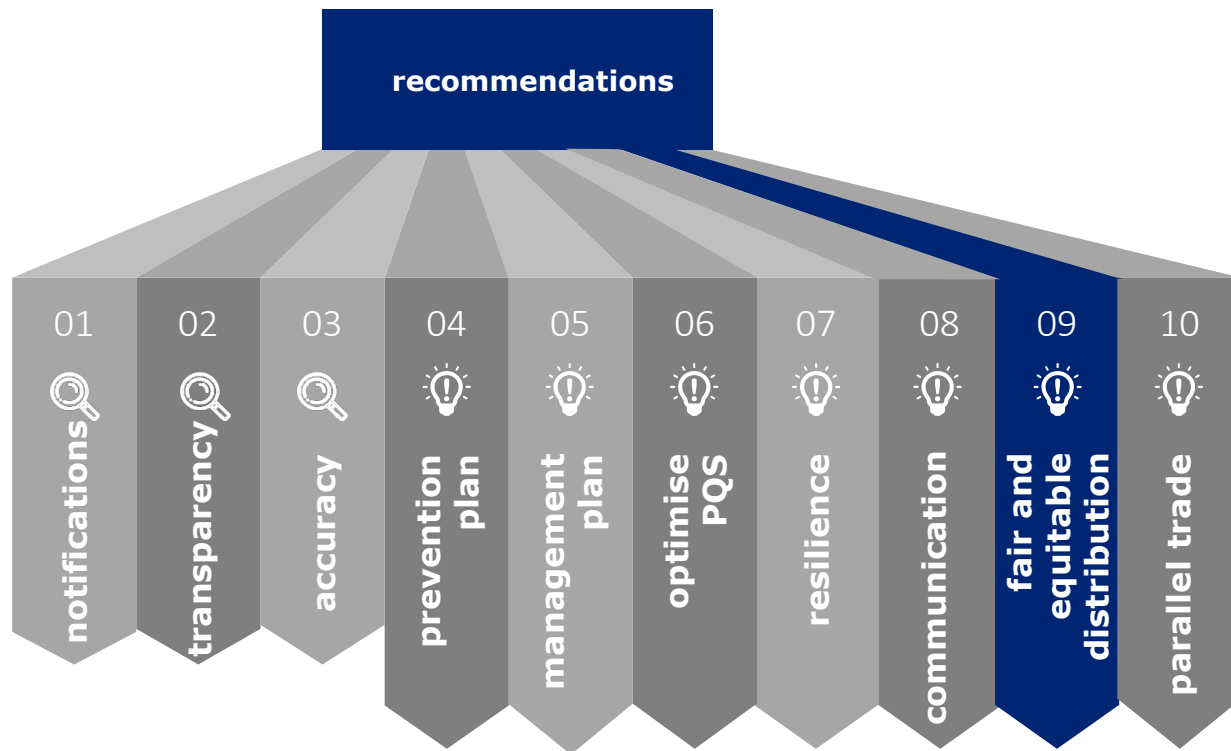 recommendations
01
notifications
02
transparency
03
accuracy
04
prevention
plan
05
management
plan
06
optimise
PQS
07
resilience
08
communication
09
fair and
equitable
distribution
10
parallel trade